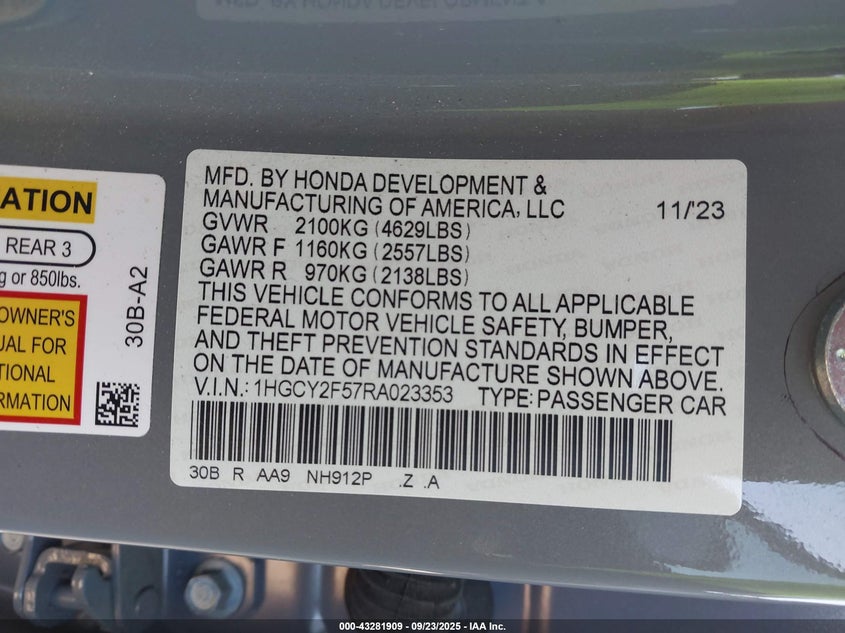 MFD. BY HONDA DEVELOPMENT &
MANUFACTURING OF AMERICA, LLC 11/'23
GVWR 2100KG (4629LBS)
GAWR F 1160KG (2557LBS)
GAWR R 970KG (2138LBS)
THIS VEHICLE CONFORMS TO ALL APPLICABLE
FEDERAL MOTOR VEHICLE SAFETY, BUMPER,
AND THEFT PREVENTION STANDARDS IN EFFECT
ON THE DATE OF MANUFACTURE SHOWN ABOVE.
V.I.N.: 1HGCY2F57RA023353 TYPE: PASSENGER CAR
30B R AA9 NH912P .Z .A
ATION
REAR 3
g or 850lbs.
OWNER'S
UAL FOR
TIONAL
RMATION
30B-A2
000-43281909 - 09/23/2025 - IAA Inc.